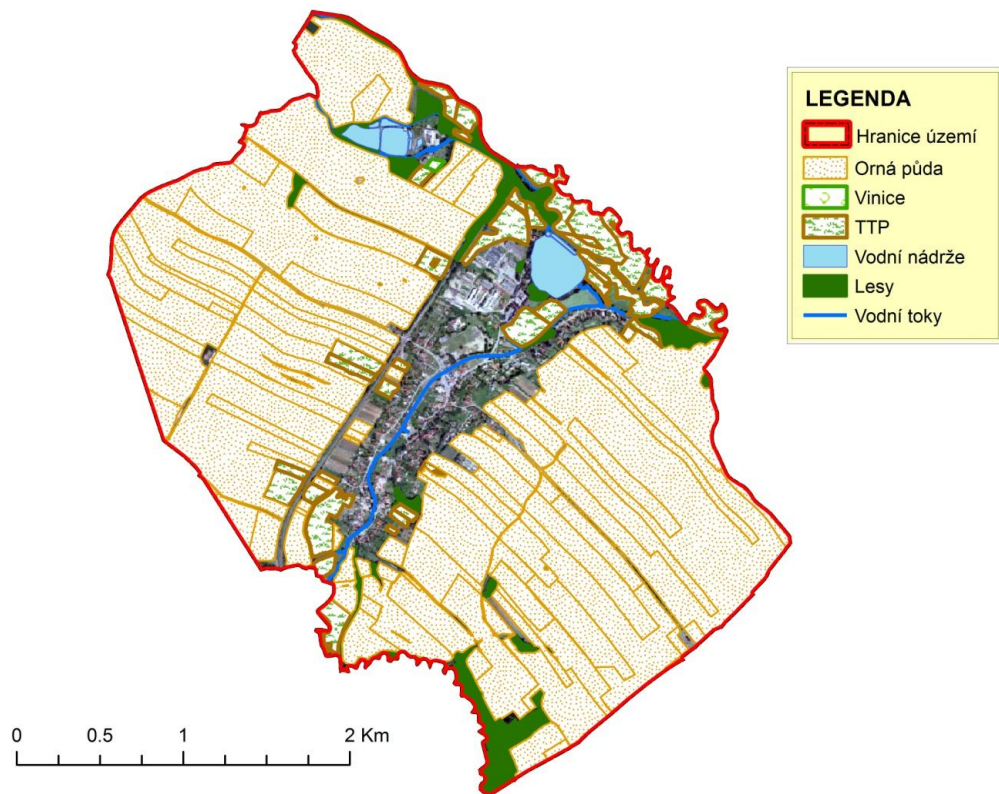 LEGENDA
Hranice území
Orná půda
Vinice
TTP
Vodní nádrže
Lesy
Vodní toky
0 0.5 1 2 Km